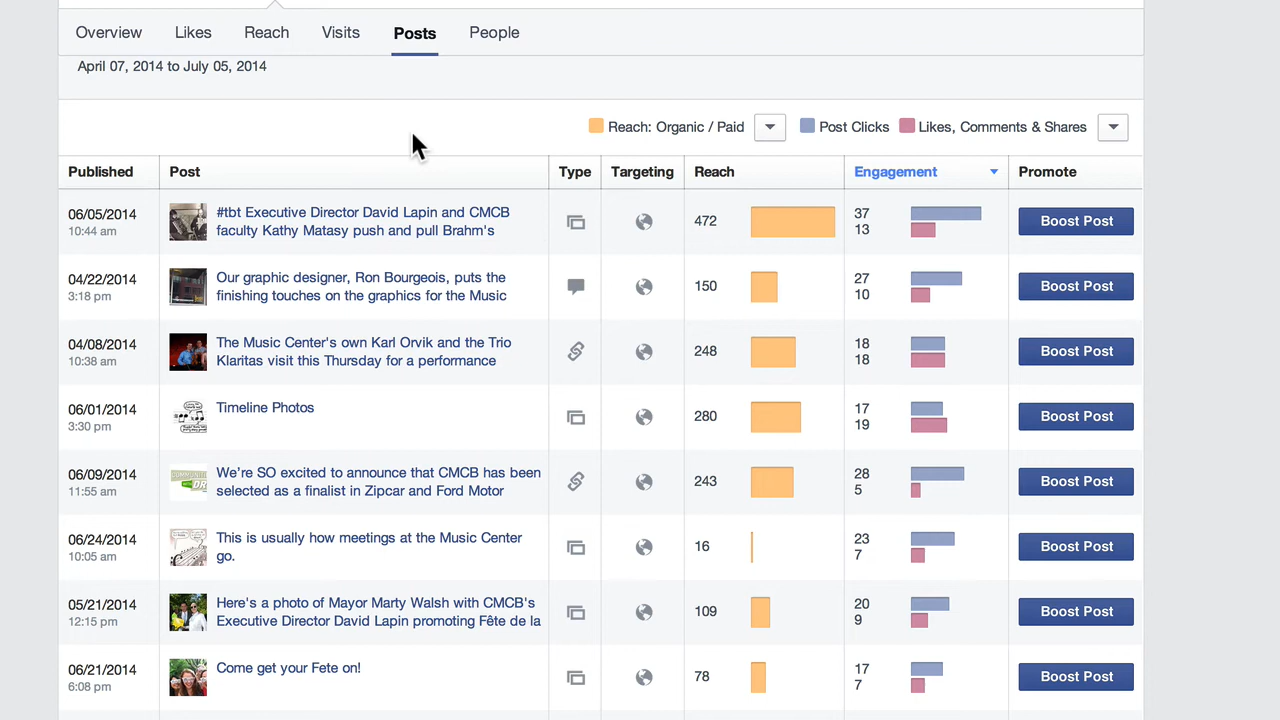 Overview Likes Reach Visits Posts People
April 07, 2014 to July 05, 2014
Reach: Organic / Paid Post Clicks Likes, Comments & Shares
Published Post Type Targeting Reach Engagement Promote
06/05/2014 #tbt Executive Director David Lapin and CMCB 472 37 Boost Post
10:44 am faculty Kathy Matasy push and pull Brahm's 13
04/22/2014 Our graphic designer, Ron Bourgeois, puts the 150 27 Boost Post
3:18 pm finishing touches on the graphics for the Music 10
04/08/2014 The Music Center's own Karl Orvik and the Trio 248 18 Boost Post
10:38 am Klaritas visit this Thursday for a performance 18
06/01/2014 Timeline Photos 280 17 Boost Post
3:30 pm 19
06/09/2014 We're SO excited to announce that CMCB has been 243 28 Boost Post
11:55 am selected as a finalist in Zipcar and Ford Motor 5
06/24/2014 This is usually how meetings at the Music Center 16 23 Boost Post
10:05 am go. 7
05/21/2014 Here's a photo of Mayor Marty Walsh with CMCB's 109 20 Boost Post
12:15 pm Executive Director David Lapin promoting Fête de la 9
06/21/2014 Come get your Fete on! 78 17 Boost Post
6:08 pm 7